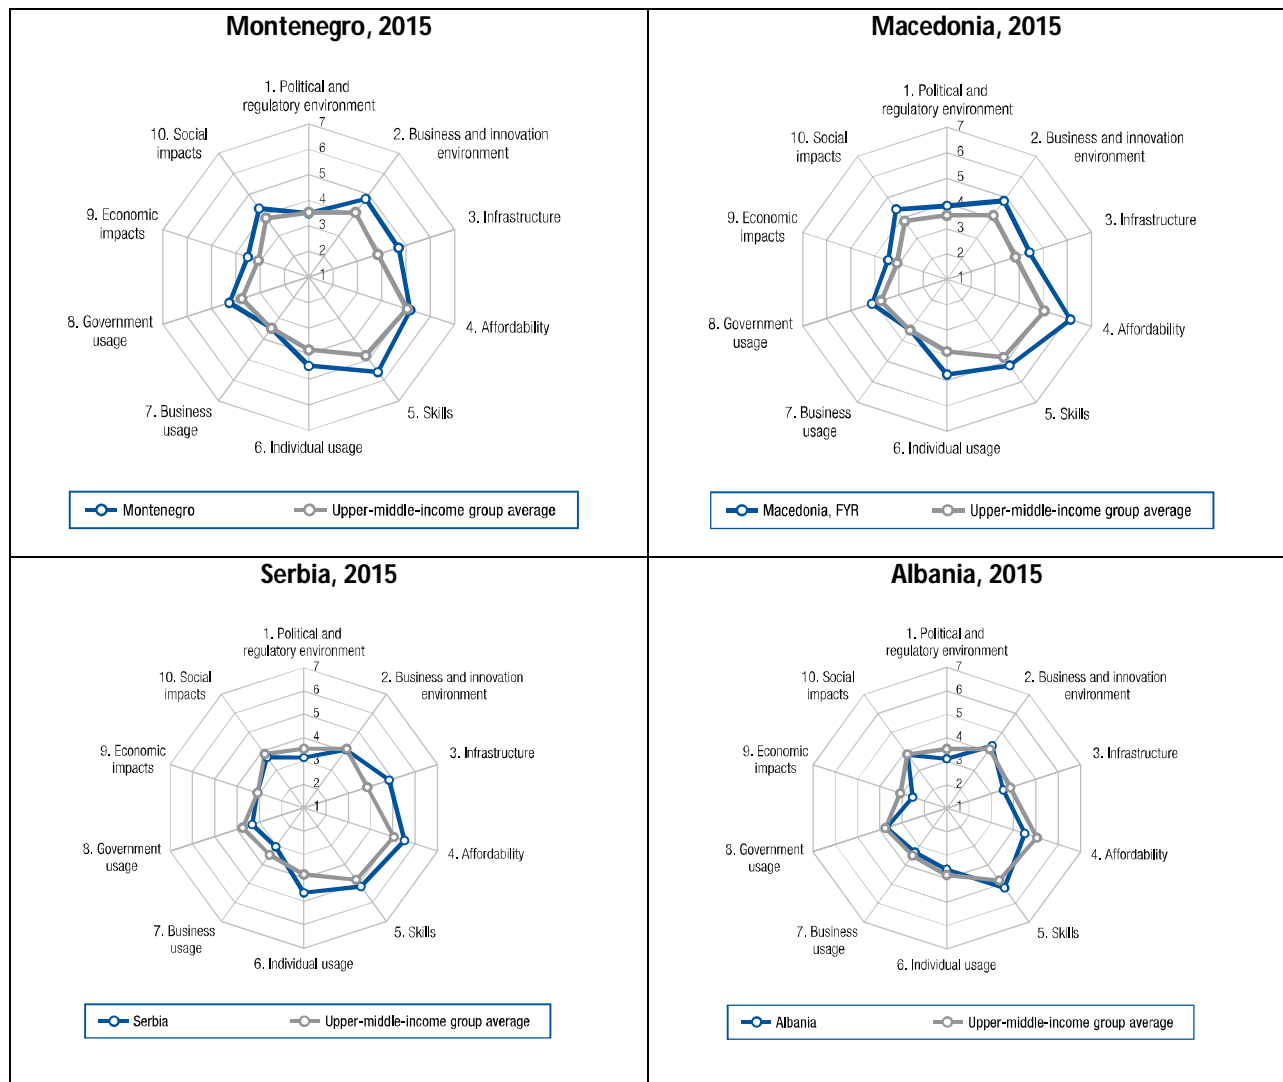 Montenegro, 2015
1. Political and
regulatory environment
2. Business and innovation
environment
3. Infrastructure
4. Affordability
5. Skills
6. Individual usage
7. Business
usage
8. Government
usage
9. Economic
impacts
10. Social
impacts
7
6
5
4
3
2
1
Montenegro
Upper-middle-income group average
Macedonia, 2015
1. Political and
regulatory environment
2. Business and innovation
environment
3. Infrastructure
4. Affordability
5. Skills
6. Individual usage
7. Business
usage
8. Government
usage
9. Economic
impacts
10. Social
impacts
7
6
5
4
3
2
1
Macedonia, FYR
Upper-middle-income group average
Serbia, 2015
1. Political and
regulatory environment
2. Business and innovation
environment
3. Infrastructure
4. Affordability
5. Skills
6. Individual usage
7. Business
usage
8. Government
usage
9. Economic
impacts
10. Social
impacts
7
6
5
4
3
2
1
Serbia
Upper-middle-income group average
Albania, 2015
1. Political and
regulatory environment
2. Business and innovation
environment
3. Infrastructure
4. Affordability
5. Skills
6. Individual usage
7. Business
usage
8. Government
usage
9. Economic
impacts
10. Social
impacts
7
6
5
4
3
2
1
Albania
Upper-middle-income group average